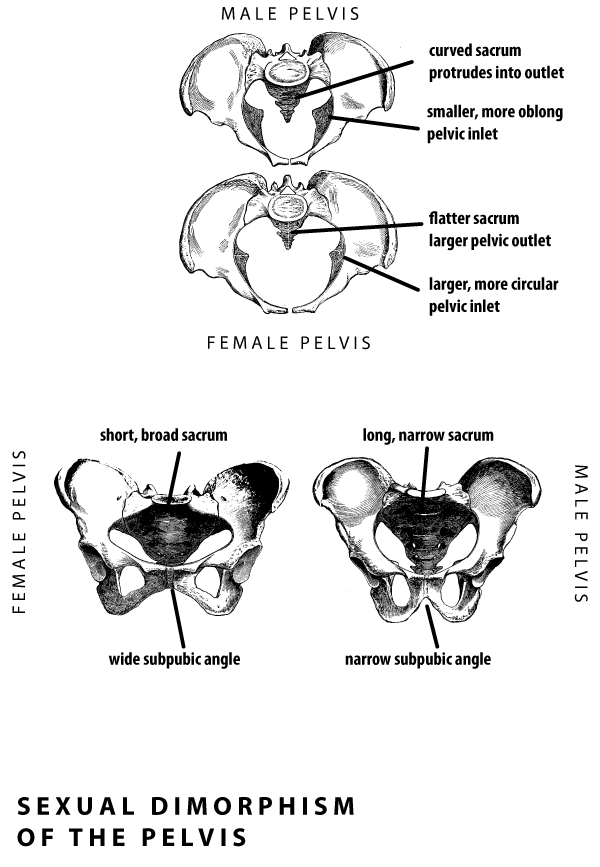 MALE PELVIS
curved sacrum
protrudes into outlet
smaller, more oblong
pelvic inlet
flatter sacrum
larger pelvic outlet
larger, more circular
pelvic inlet
FEMALE PELVIS
short, broad sacrum
long, narrow sacrum
FEMALE PELVIS
MALE PELVIS
wide subpubic angle
narrow subpubic angle
SEXUAL DIMORPHISM
OF THE PELVIS